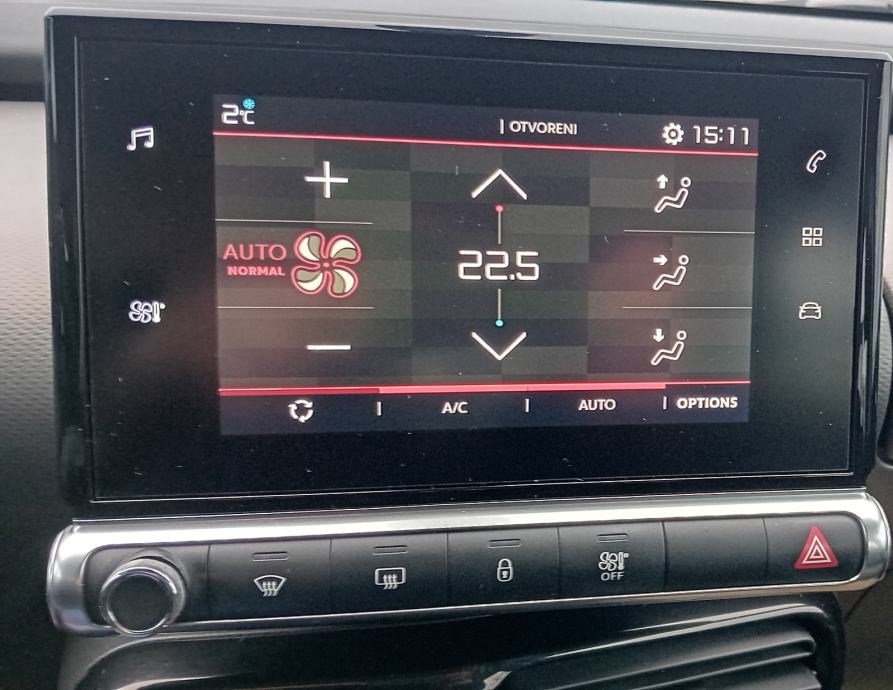 2°C
OTVORENI
15:11
AUTO
NORMAL
22.5
A/C
AUTO
OPTIONS
OFF